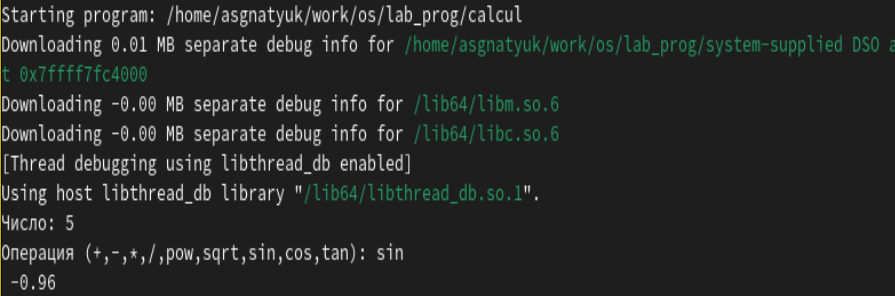 Starting program: /home/asgnatyuk/work/os/lab_prog/calcul
Downloading 0.01 MB separate debug info for /home/asgnatyuk/work/os/lab_prog/system-supplied DSO a
t 0x7ffff7fc4000
Downloading -0.00 MB separate debug info for /lib64/libm.so.6
Downloading -0.00 MB separate debug info for /lib64/libc.so.6
[Thread debugging using libthread_db enabled]
Using host libthread_db library "/lib64/libthread_db.so.1".
Число: 5
Операция (+,-,*,/,pow,sqrt,sin,cos,tan): sin
-0.96